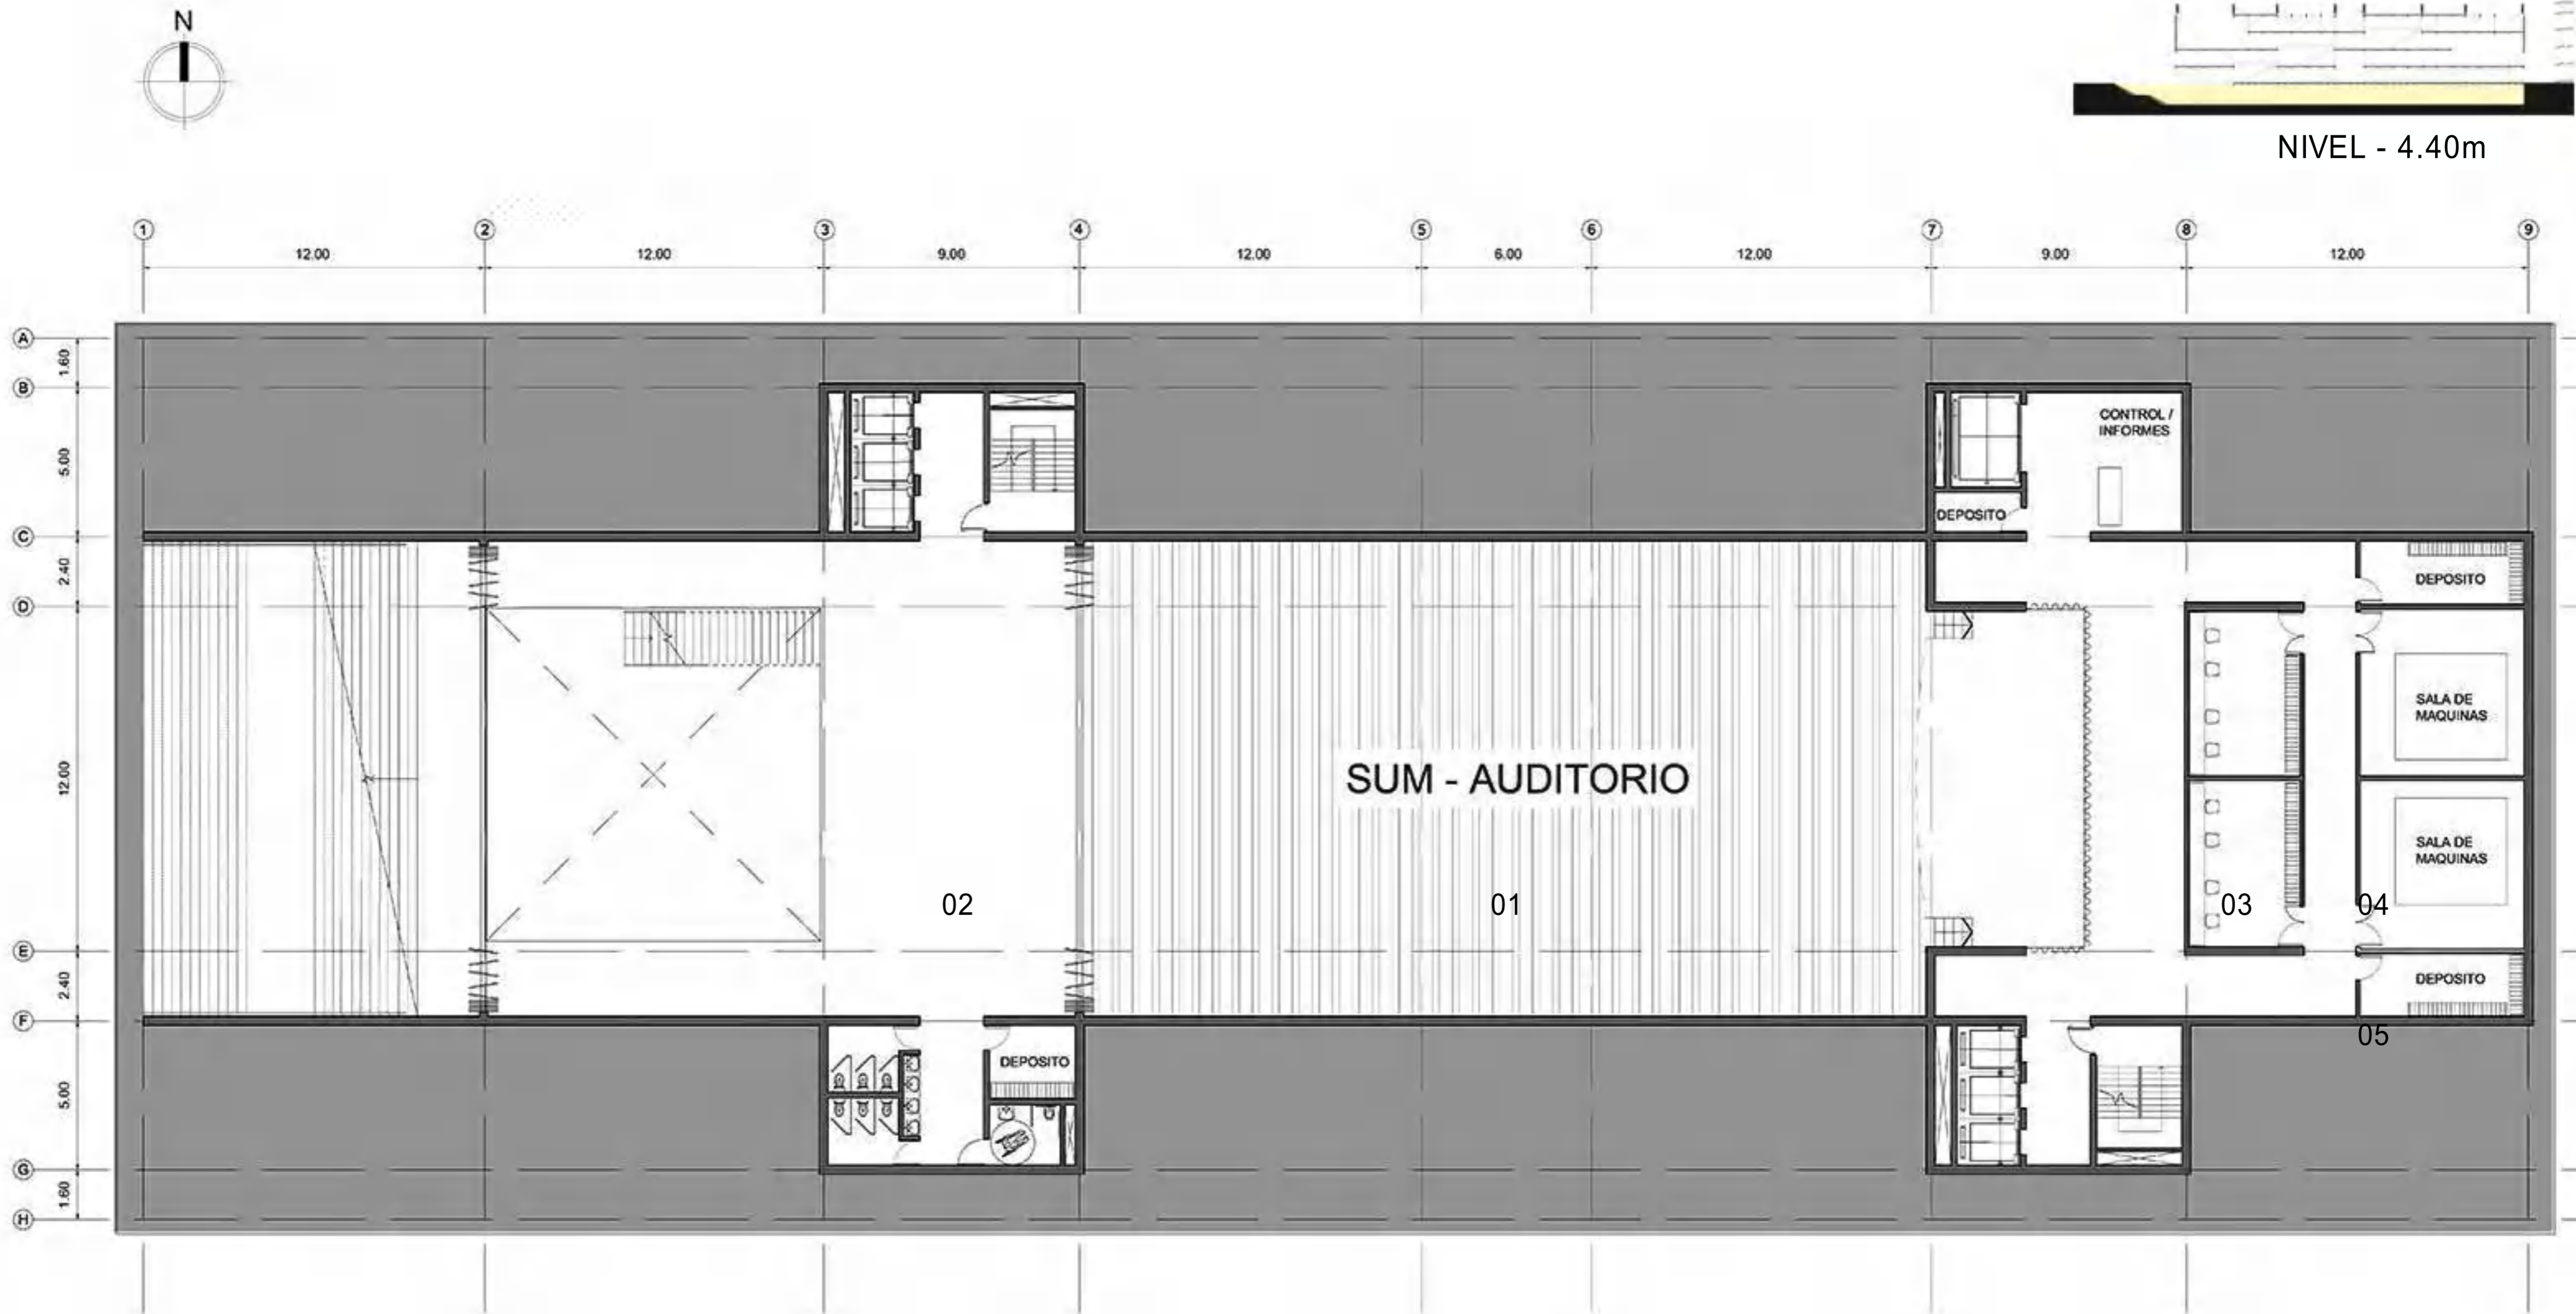 N
NIVEL - 4.40m
1 2 3 4 5 6 7 8 9
12.00 12.00 9.00 12.00 6.00 12.00 9.00 12.00
A
1.60
B
5.00
C
2.40
D
12.00
E
2.40
F
5.00
G
1.60
H
CONTROL /
INFORMES
DEPOSITO
DEPOSITO
SALA DE
MAQUINAS
SUM - AUDITORIO
SALA DE
MAQUINAS
02 01 03 04
DEPOSITO
05
DEPOSITO